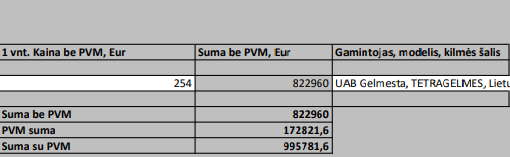 1 vnt. Kaina be PVM, Eur Suma be PVM, Eur Gamintojas, modelis, kilmės šalis
254 822960 UAB Gelmesta, TETRAGELMES, Lietu
Suma be PVM 822960
PVM suma 172821,6
Suma su PVM 995781,6